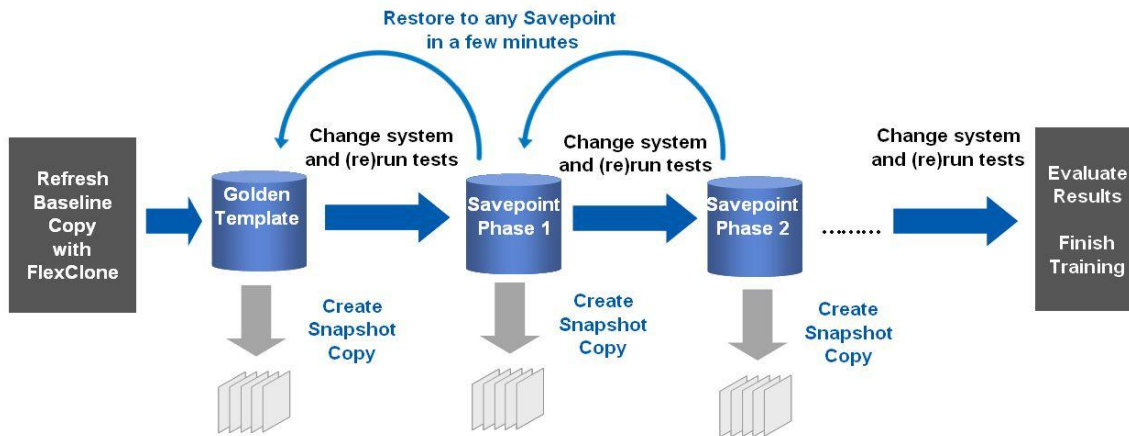 Restore to any Savepoint
in a few minutes
Refresh
Baseline
Copy
with
FlexClone
Golden
Template
Change system
and (re)run tests
Savepoint
Phase 1
Change system
and (re)run tests
Savepoint
Phase 2
.........
Change system
and (re)run tests
Evaluate
Results
Finish
Training
Create
Snapshot
Copy
Create
Snapshot
Copy
Create
Snapshot
Copy